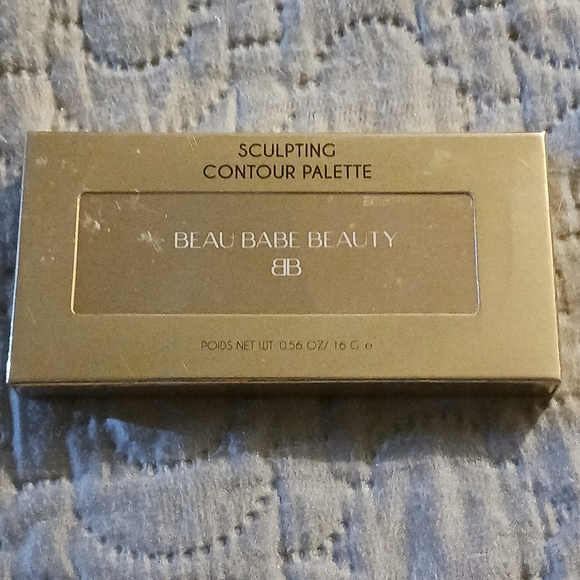 SCULPTING
CONTOUR PALETTE
BEAU BABE BEAUTY
BB
POIDS NET WT. 0.56 OZ/ 16 G e